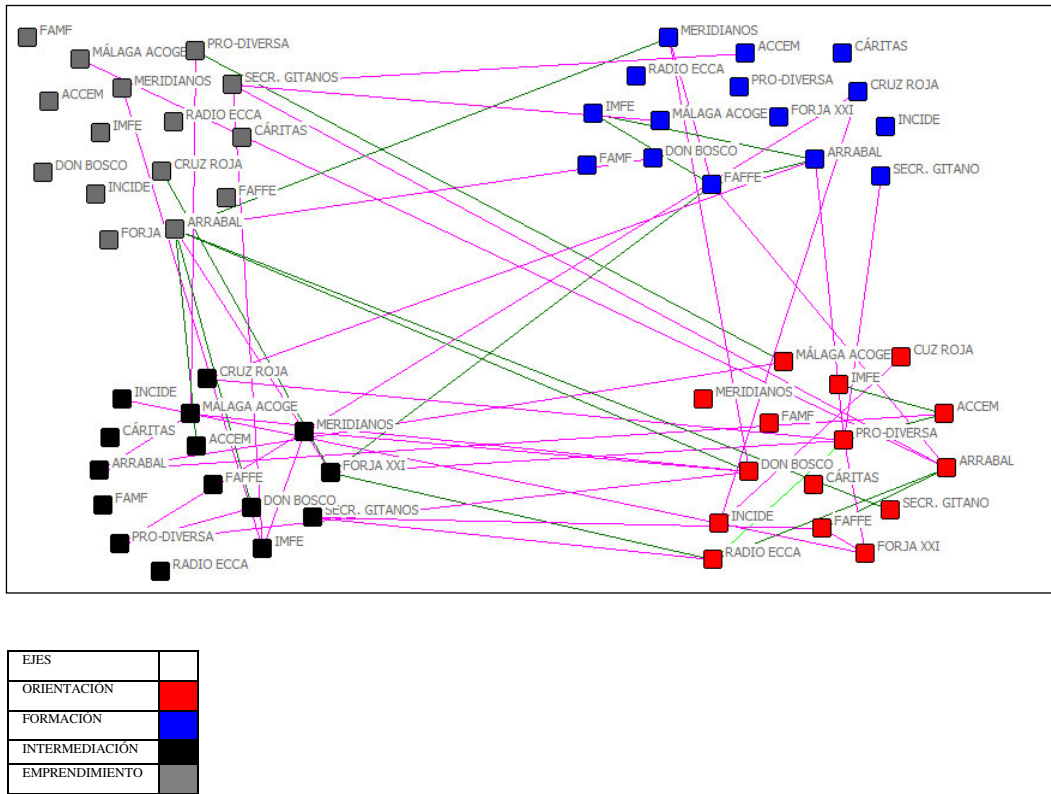 FAMF
PRO-DIVERSA
MÁLAGA ACOGE
MERIDIANOS
SECR. GITANOS
ACCEM
RADIO ECCA
IMFE
CÁRITAS
DON BOSCO
CRUZ ROJA
INCIDE
FAFFE
ARRABAL
FORJA
MERIDIANOS
ACCEM
CÁRITAS
RADIO ECCA
PRO-DIVERSA
CRUZ ROJA
IMFE
MÁLAGA ACOGE
FORJA XXI
INCIDE
DON BOSCO
ARRABAL
FAMF
FAFFE
SECR. GITANO
CRUZ ROJA
INCIDE
MÁLAGA ACOGE
MERIDIANOS
CÁRITAS
ACCEM
ARRABAL
FORJA XXI
FAFFE
FAMF
DON BOSCO
SECR. GITANOS
PRO-DIVERSA
IMFE
RADIO ECCA
MÁLAGA ACOGE
CUZ ROJA
IMFE
MERIDIANOS
ACCEM
FAMF
PRO-DIVERSA
DON BOSCO
ARRABAL
CÁRITAS
SECR. GITANO
INCIDE
FAFFE
RADIO ECCA
FORJA XXI
EJES
ORIENTACIÓN
FORMACIÓN
INTERMEDIACIÓN
EMPRENDIMIENTO